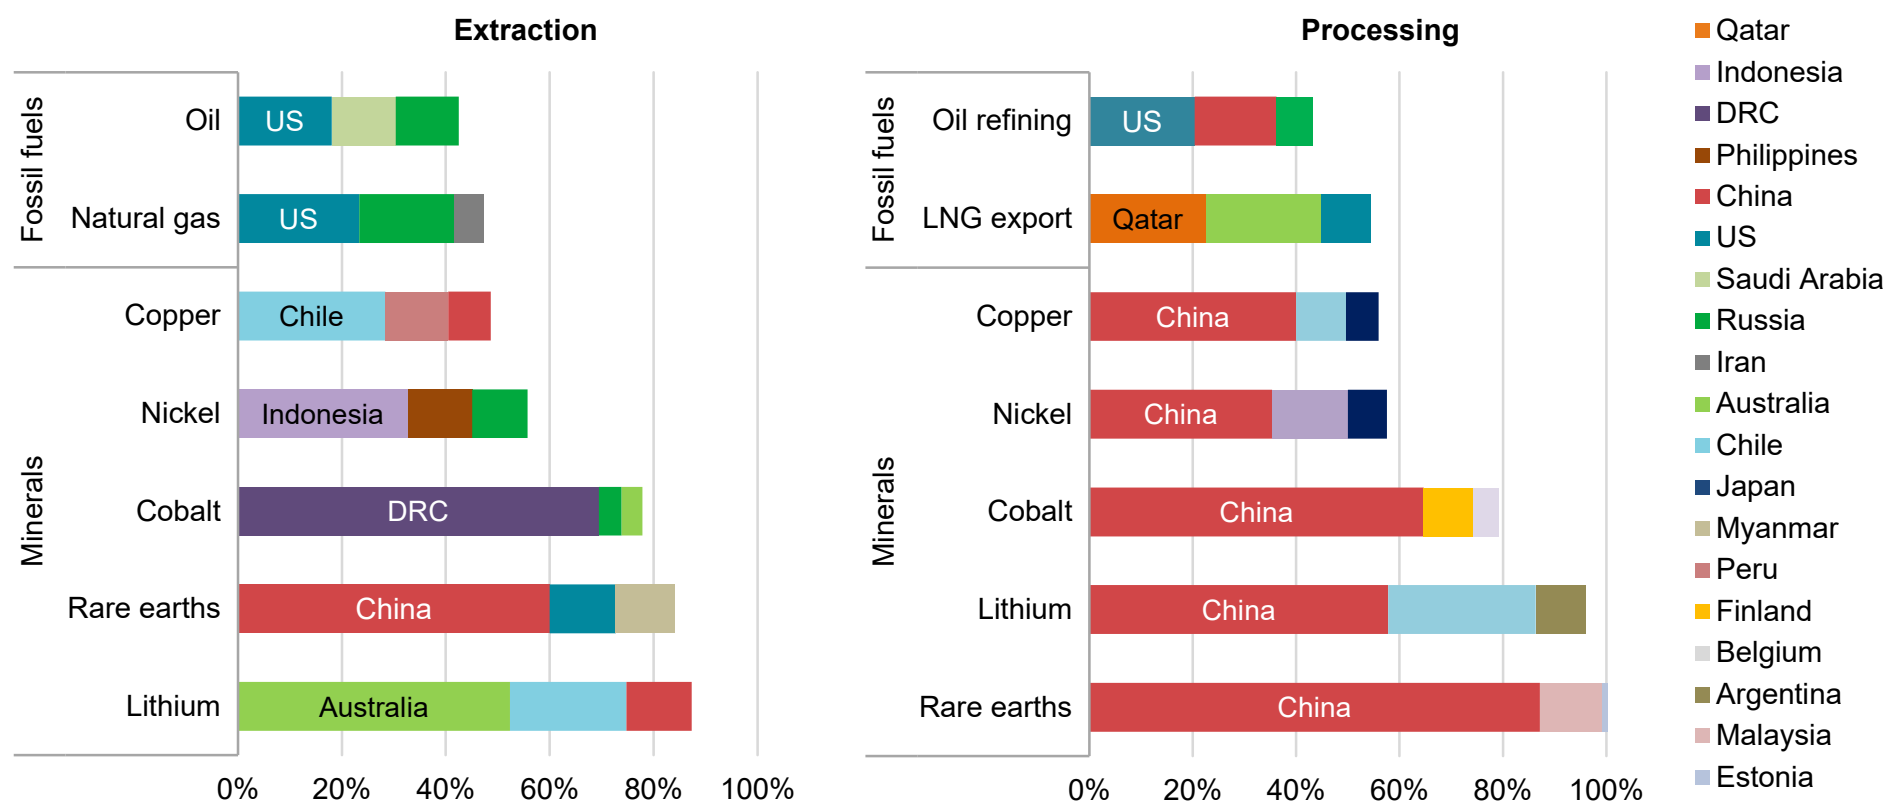 Extraction
Fossil fuels
Oil
US
Natural gas
US
Minerals
Copper
Chile
Nickel
Indonesia
Cobalt
DRC
Rare earths
China
Lithium
Australia
0% 20% 40% 60% 80% 100%
Processing
Fossil fuels
Oil refining
US
LNG export
Qatar
Minerals
Copper
China
Nickel
China
Cobalt
China
Lithium
China
Rare earths
China
0% 20% 40% 60% 80% 100%
Qatar
Indonesia
DRC
Philippines
China
US
Saudi Arabia
Russia
Iran
Australia
Chile
Japan
Myanmar
Peru
Finland
Belgium
Argentina
Malaysia
Estonia